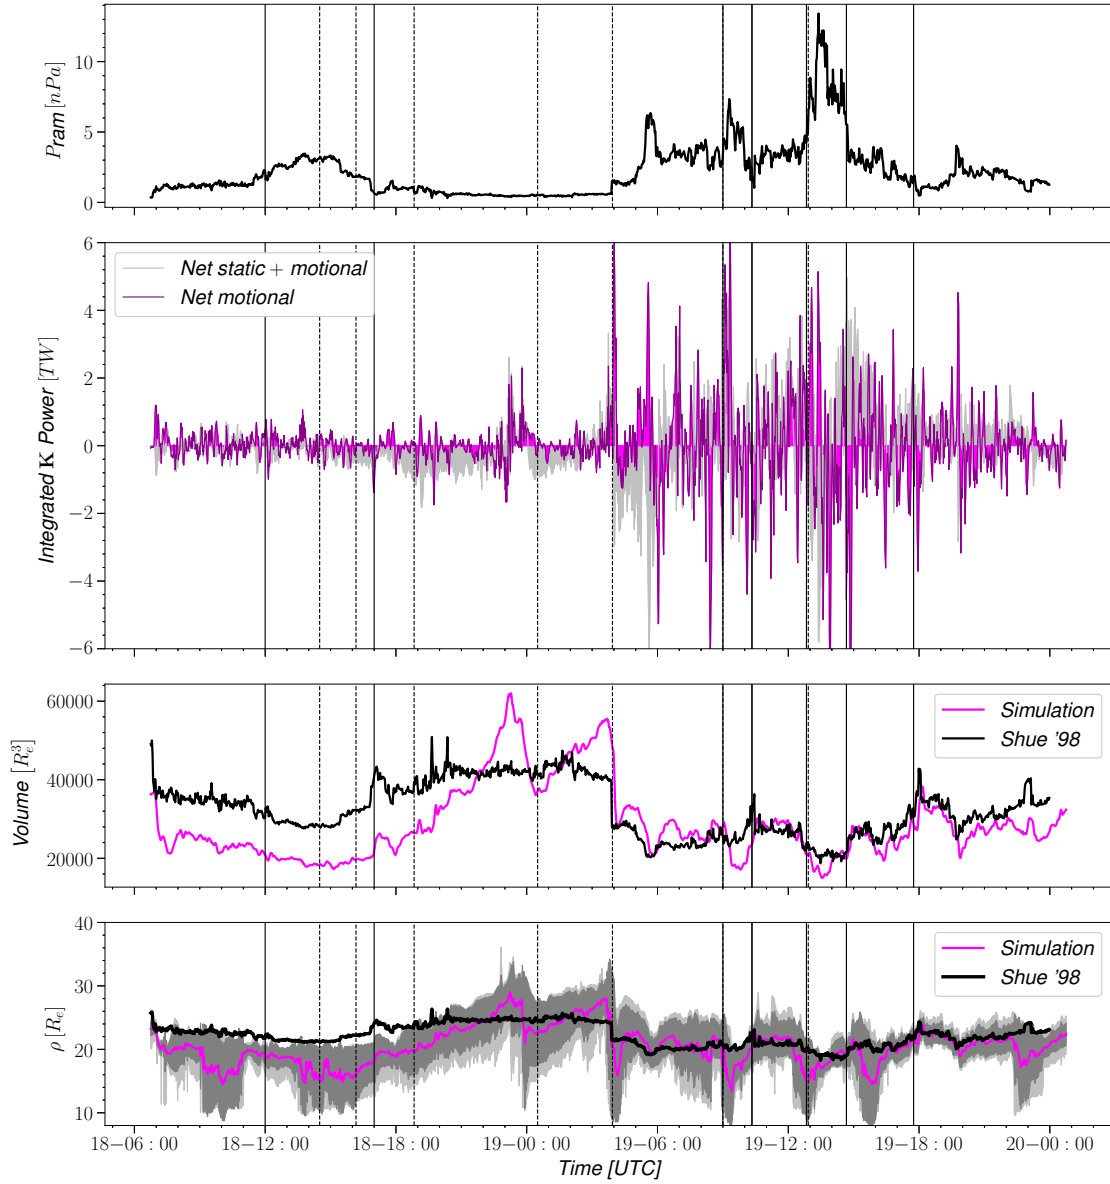 Pram [nPa]
10
5
0
Integrated K Power [TW]
6
4
2
0
−2
−4
−6
Net static + motional
Net motional
Volume [R_e^3]
60000
40000
20000
Simulation
Shue '98
ρ [R_e]
40
30
20
10
Simulation
Shue '98
18−06 : 00
18−12 : 00
18−18 : 00
19−00 : 00
19−06 : 00
19−12 : 00
19−18 : 00
20−00 : 00
Time [UTC]